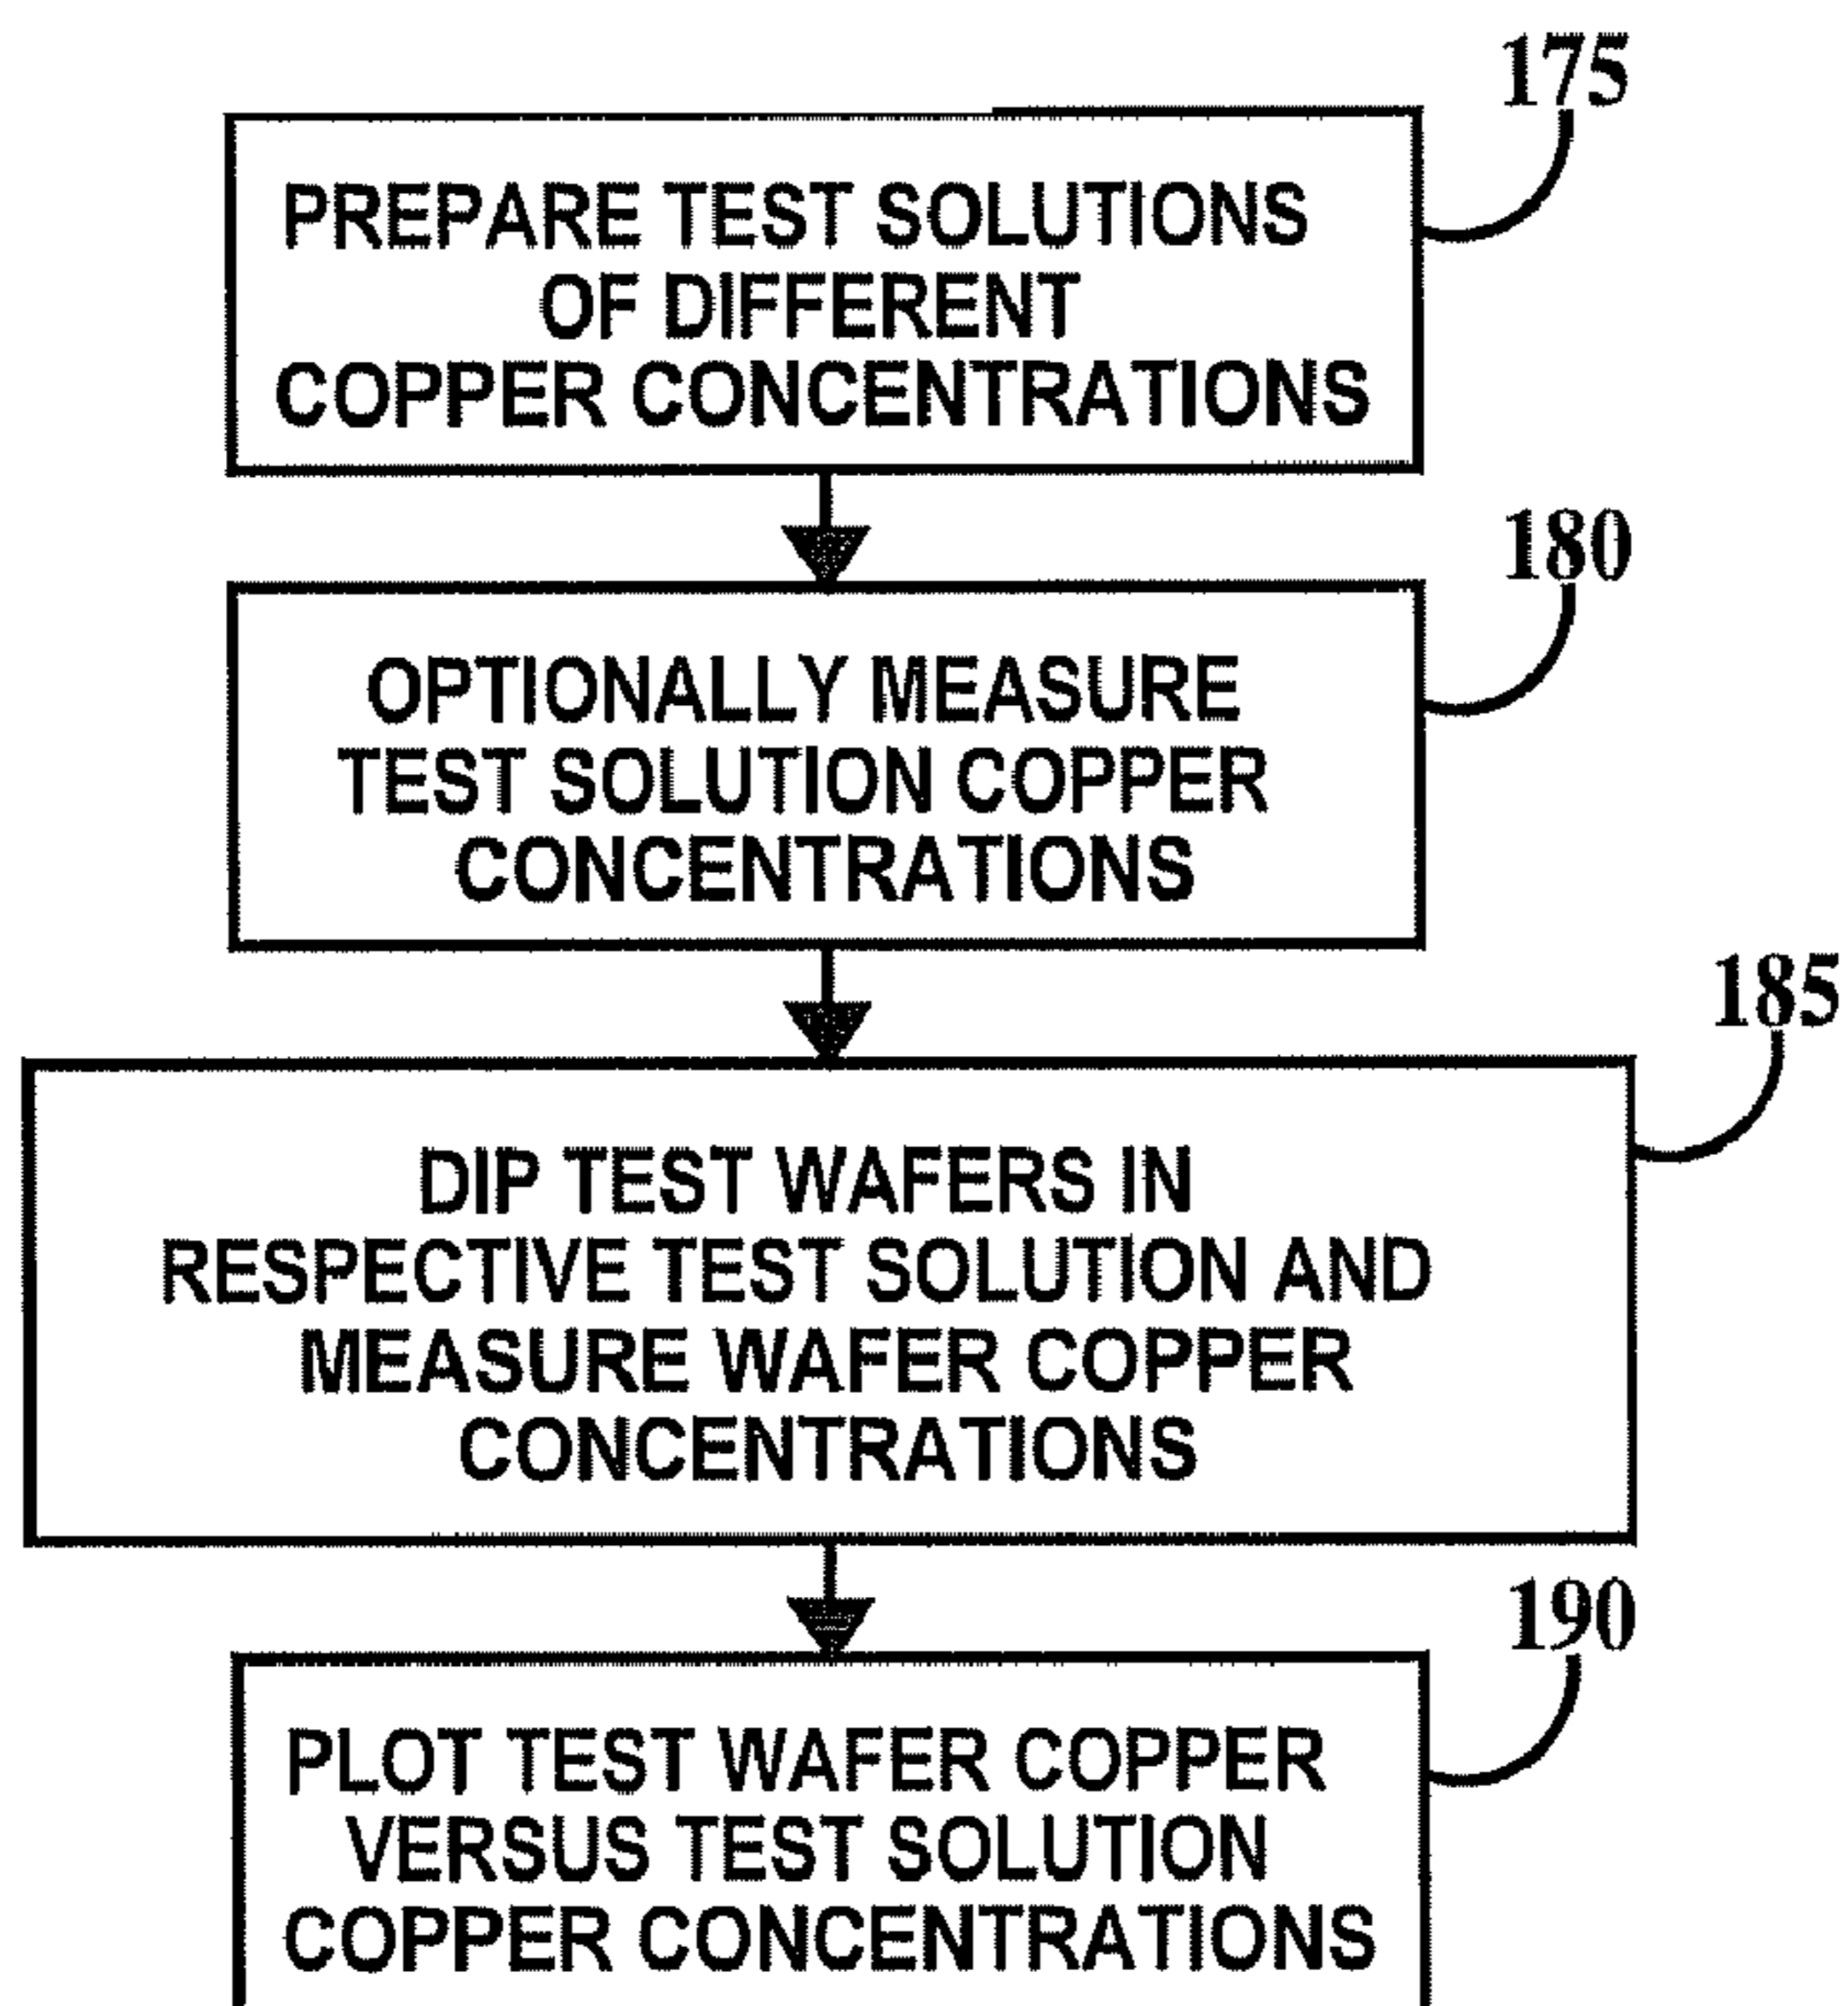 175
PREPARE TEST SOLUTIONS
OF DIFFERENT
COPPER CONCENTRATIONS
180
OPTIONALLY MEASURE
TEST SOLUTION COPPER
CONCENTRATIONS
185
DIP TEST WAFERS IN
RESPECTIVE TEST SOLUTION AND
MEASURE WAFER COPPER
CONCENTRATIONS
190
PLOT TEST WAFER COPPER
VERSUS TEST SOLUTION
COPPER CONCENTRATIONS